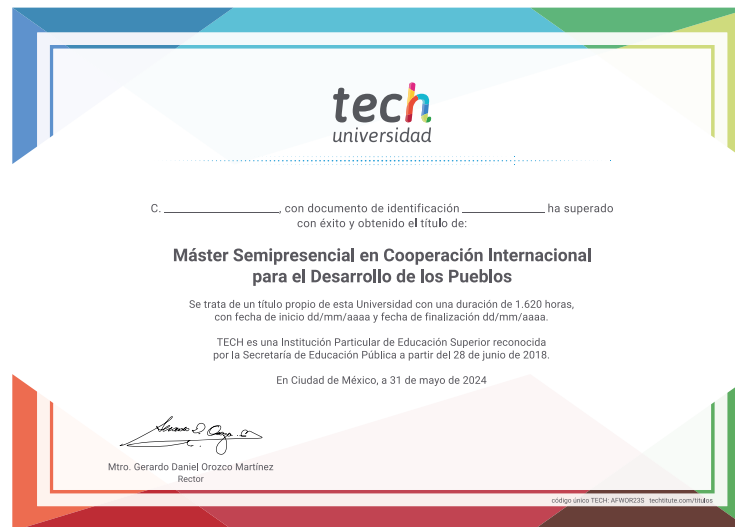 tech
universidad
C. ____________________, con documento de identificación ______________ ha superado
con éxito y obtenido el título de:
Máster Semipresencial en Cooperación Internacional
para el Desarrollo de los Pueblos
Se trata de un título propio de esta Universidad con una duración de 1.620 horas,
con fecha de inicio dd/mm/aaaa y fecha de finalización dd/mm/aaaa.
TECH es una Institución Particular de Educación Superior reconocida
por la Secretaría de Educación Pública a partir del 28 de junio de 2018.
En Ciudad de México, a 31 de mayo de 2024
Mtro. Gerardo Daniel Orozco Martínez
Rector
código único TECH: AFWOR23S techtitute.com/titulos